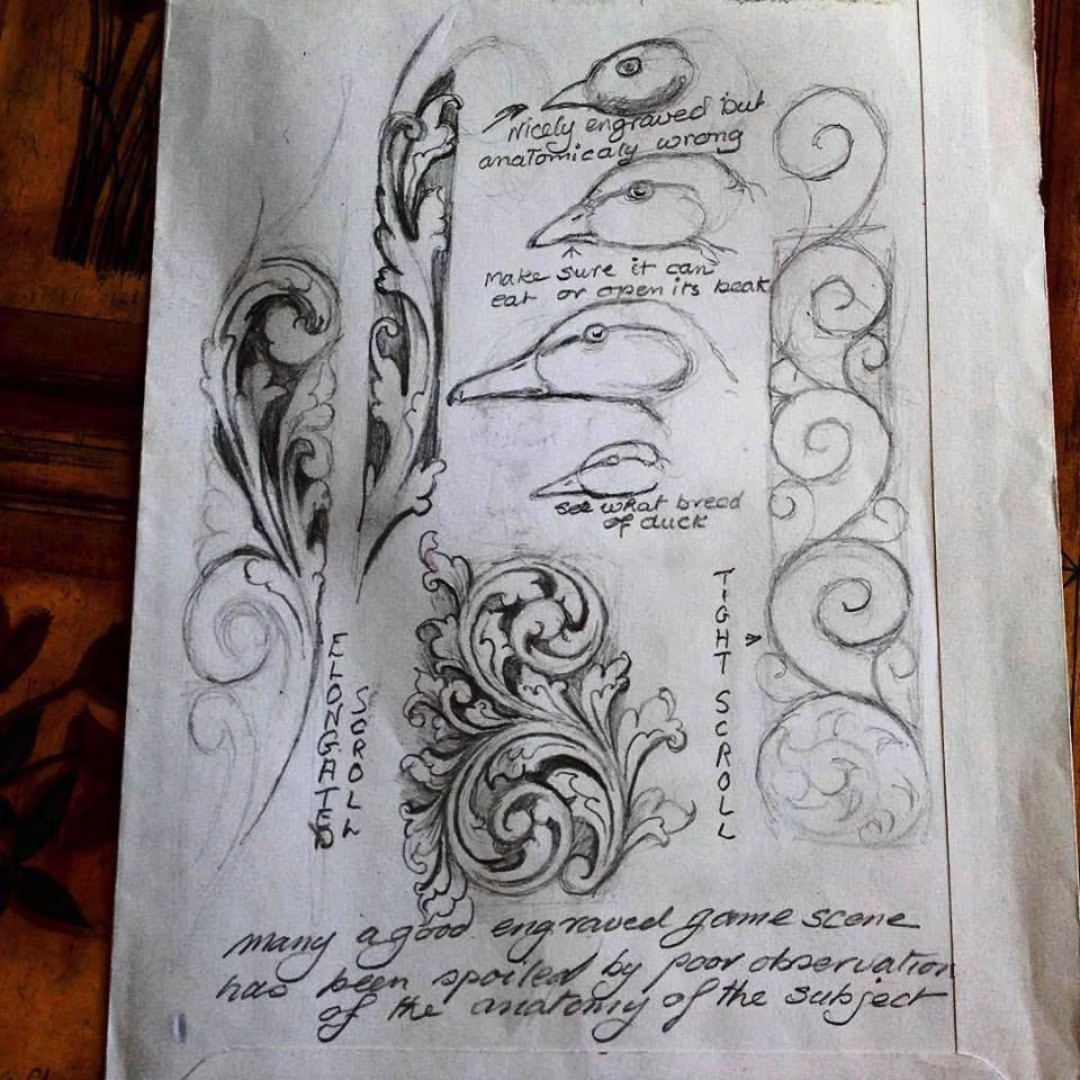 Nicely engraved but
anatomicaly wrong
Make sure it can
eat or open its beak
see what breed
of duck
TIGHT SCROLL
ELONGATED
SCROLL
many a good engraved game scene
has been spoiled by poor observation
of the anatomy of the subject